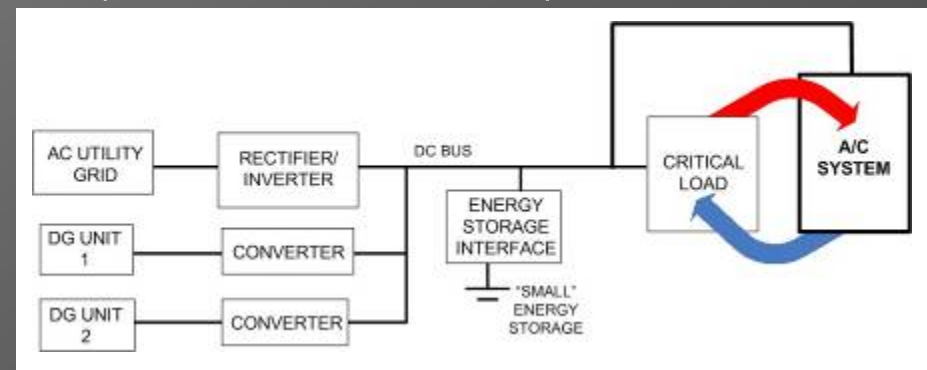 AC UTILITY
GRID
RECTIFIER/
INVERTER
DC BUS
CRITICAL
LOAD
A/C
SYSTEM
ENERGY
STORAGE
INTERFACE
DG UNIT
1
CONVERTER
"SMALL"
ENERGY
STORAGE
DG UNIT
2
CONVERTER